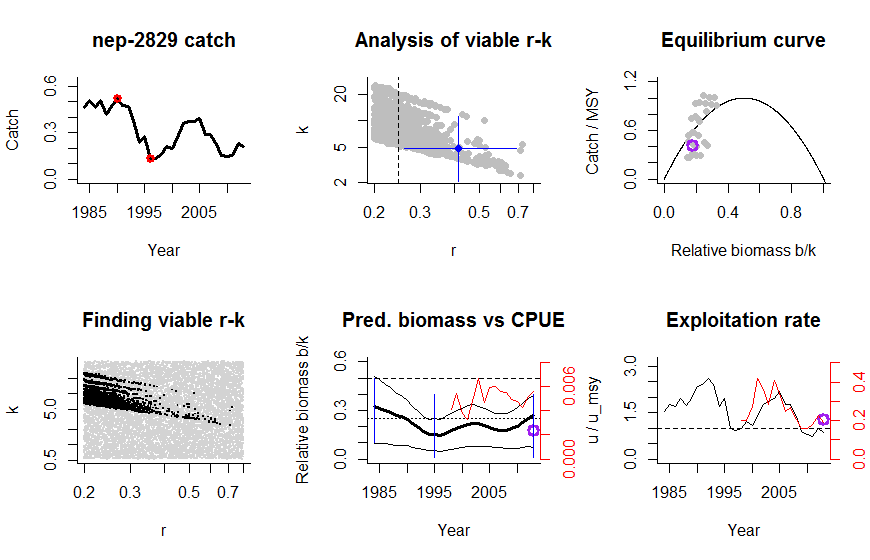 nep-2829 catch
Catch
0.6
0.3
0.0
1985 1995 2005
Year
Analysis of viable r-k
k
20
5
2
0.2 0.3 0.5 0.7
r
Equilibrium curve
Catch / MSY
1.2
0.6
0.0
0.0 0.4 0.8
Relative biomass b/k
Finding viable r-k
k
5.0
0.5
0.2 0.3 0.5 0.7
r
Pred. biomass vs CPUE
Relative biomass b/k
0.6
0.3
0.0
0.006
0.000
1985 1995 2005
Year
Exploitation rate
u / u_msy
3.0
1.5
0.0
0.4
0.2
0.0
1985 1995 2005
Year